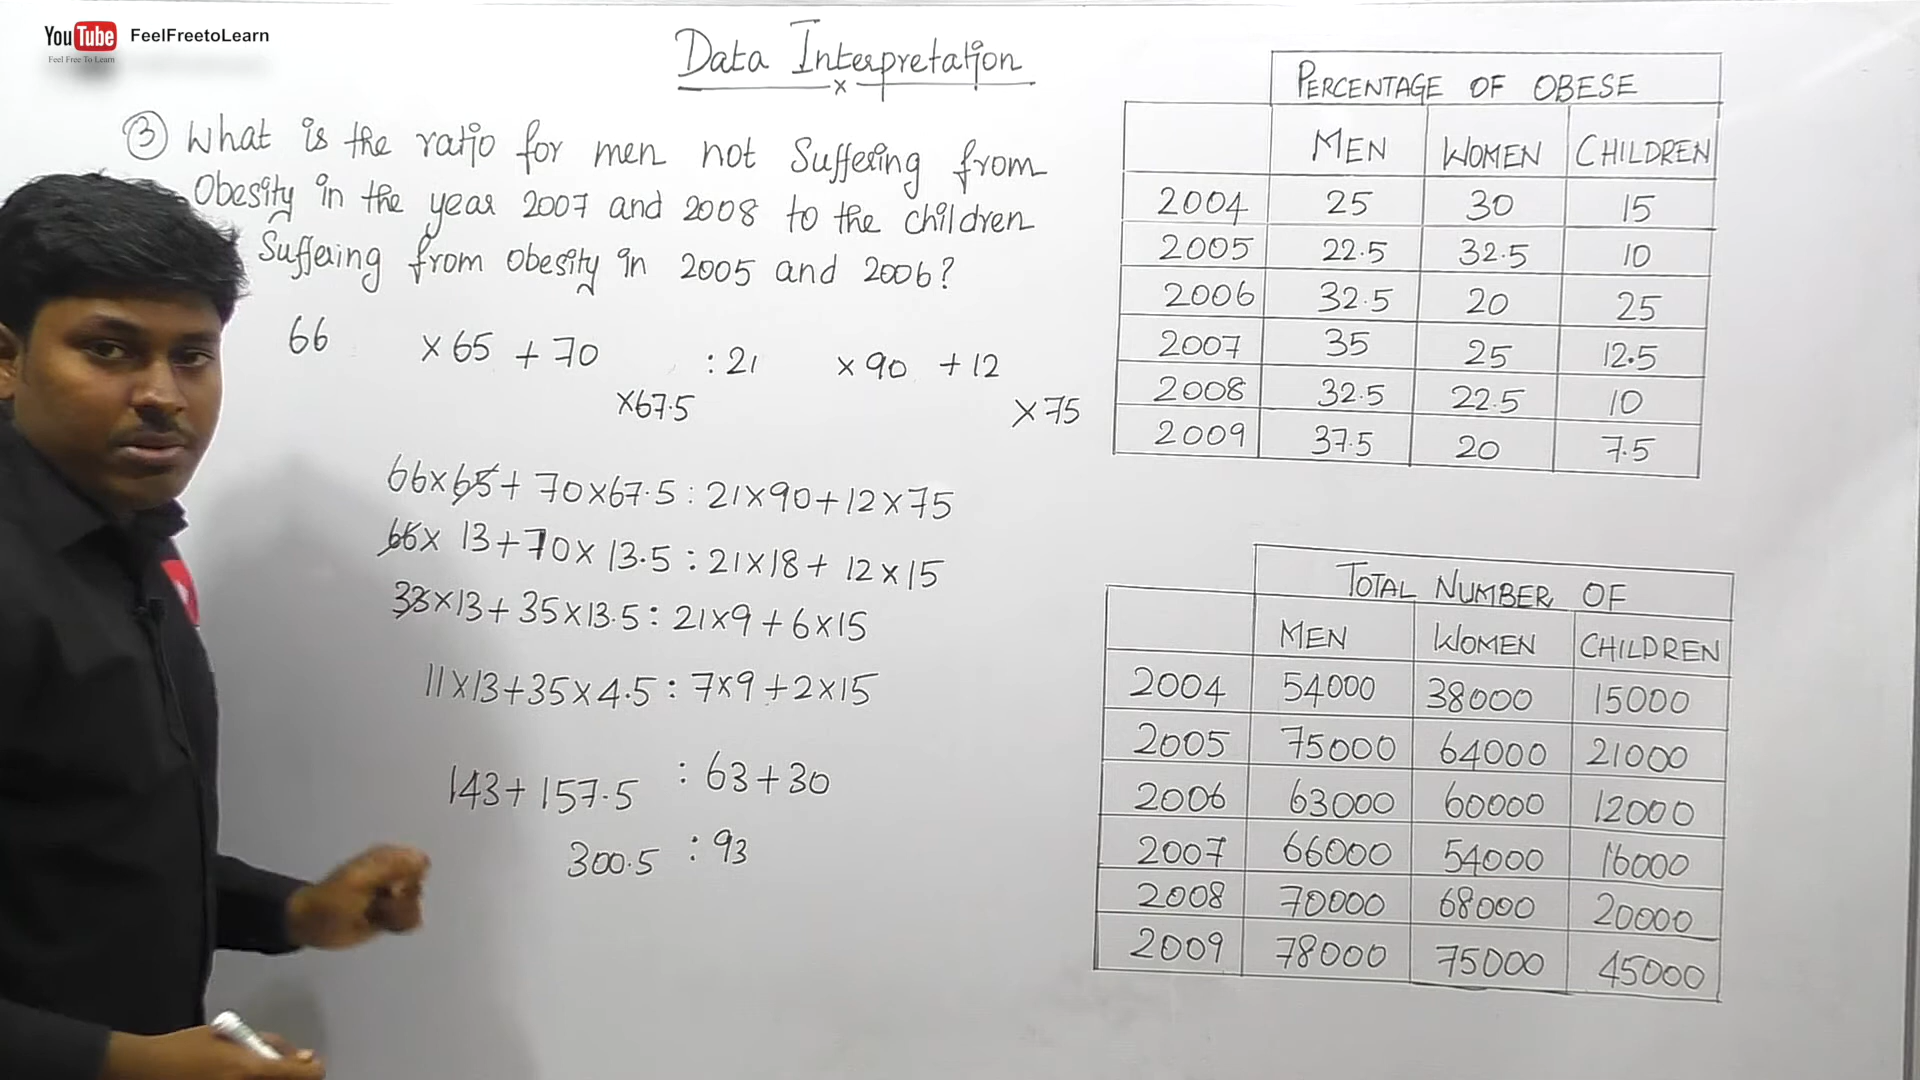 YouTube FeelFreetoLearn
Feel Free To Learn
Data Interpretation
x
③ What is the ratio for men not Suffering from
Obesity in the year 2007 and 2008 to the children
Suffering from obesity in 2005 and 2006?
66 × 65 + 70 : 21 × 90 + 12
×67.5 × 75
66×65+ 70×67.5 : 21×90+12×75
66× 13+70× 13.5 : 21×18+ 12×15
33×13+ 35×13.5 : 21×9+6×15
11×13+35×4.5 : 7×9+2×15
143+ 157.5 : 63+30
300.5 : 93
PERCENTAGE OF OBESE
MEN WOMEN CHILDREN
2004 25 30 15
2005 22.5 32.5 10
2006 32.5 20 25
2007 35 25 12.5
2008 32.5 22.5 10
2009 37.5 20 7.5
TOTAL NUMBER OF
MEN WOMEN CHILDREN
2004 54000 38000 15000
2005 75000 64000 21000
2006 63000 60000 12000
2007 66000 54000 16000
2008 70000 68000 20000
2009 78000 75000 45000